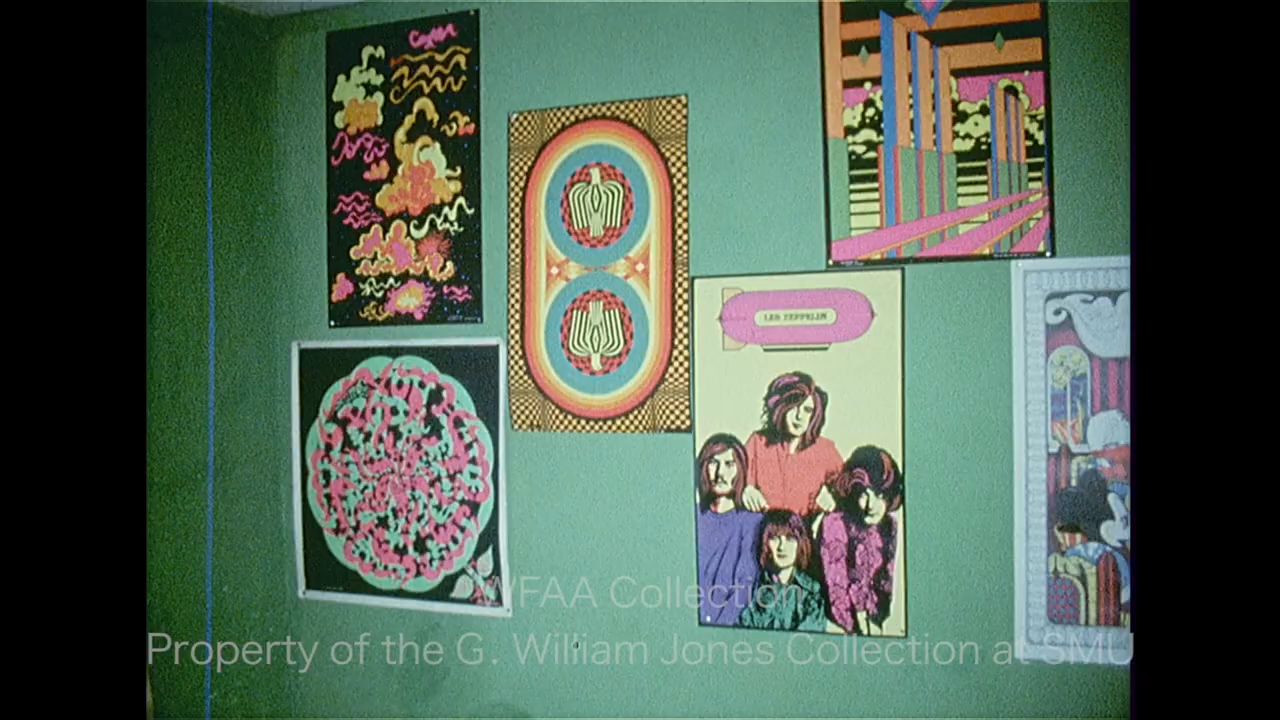 LED ZEPPELIN
WFAA Collection
Property of the G. William Jones Collection at SMU